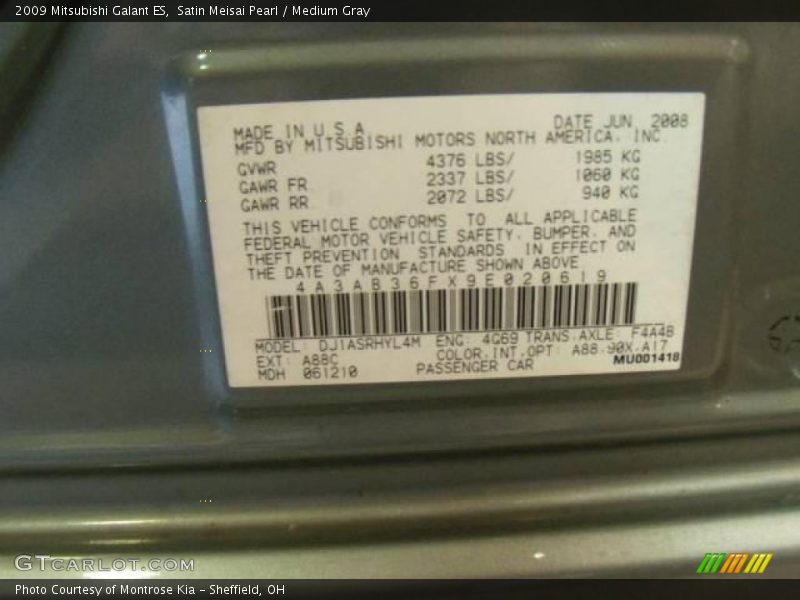 2009 Mitsubishi Galant ES, Satin Meisai Pearl / Medium Gray
MADE IN U.S.A. DATE JUN 2008
MFD BY MITSUBISHI MOTORS NORTH AMERICA. INC.
GVWR 4376 LBS/ 1985 KG
GAWR FR 2337 LBS/ 1060 KG
GAWR RR 2072 LBS/ 940 KG
THIS VEHICLE CONFORMS TO ALL APPLICABLE
FEDERAL MOTOR VEHICLE SAFETY, BUMPER, AND
THEFT PREVENTION STANDARDS IN EFFECT ON
THE DATE OF MANUFACTURE SHOWN ABOVE
4A3AB36FX9E020619
MODEL DJ1ASRHYL4M ENG: 4G69 TRANS.AXLE: F4A4B
EXT: A88C COLOR.INT.OPT: A88.90X.A17
MDH 061210 PASSENGER CAR MU001418
GTCARLOT.COM
Photo Courtesy of Montrose Kia – Sheffield, OH